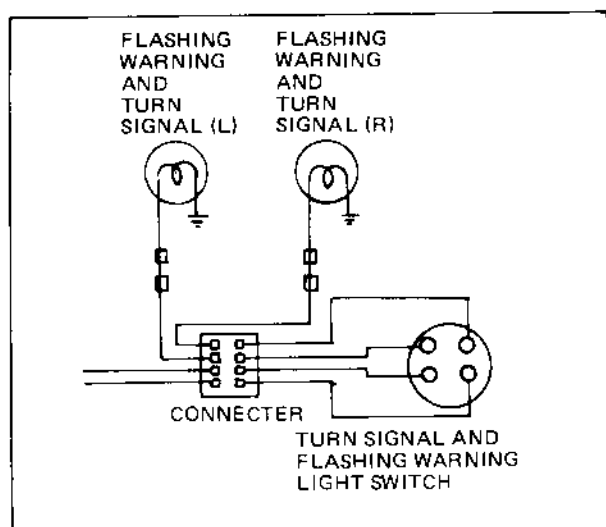 FLASHING
WARNING
AND
TURN
SIGNAL (L)
FLASHING
WARNING
AND
TURN
SIGNAL (R)
CONNECTER
TURN SIGNAL AND
FLASHING WARNING
LIGHT SWITCH